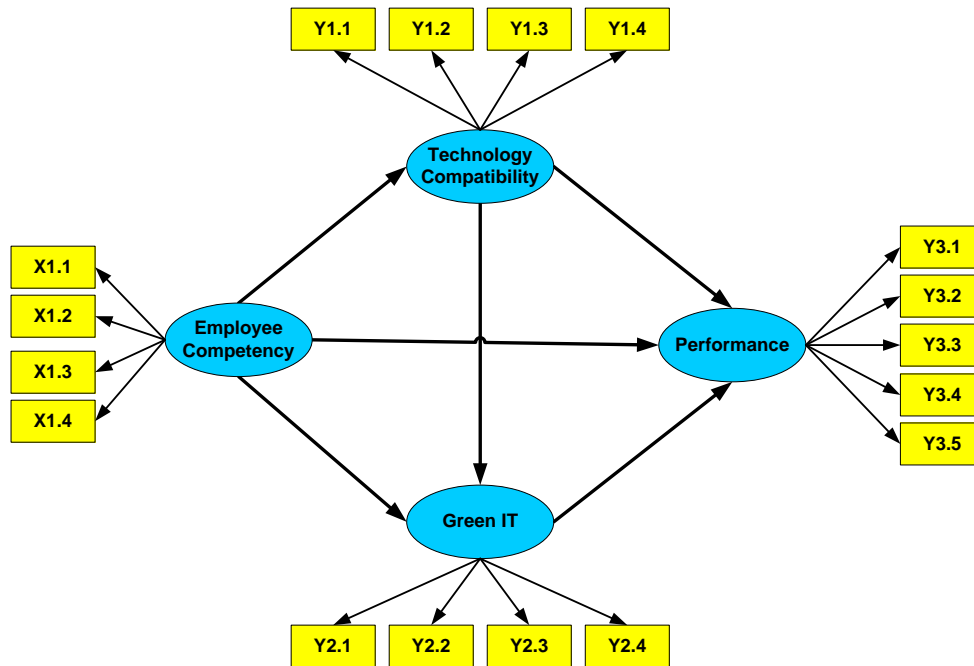 Y1.1
Y1.2
Y1.3
Y1.4
Technology
Compatibility
X1.1
X1.2
X1.3
X1.4
Employee
Competency
Performance
Y3.1
Y3.2
Y3.3
Y3.4
Y3.5
Green IT
Y2.1
Y2.2
Y2.3
Y2.4